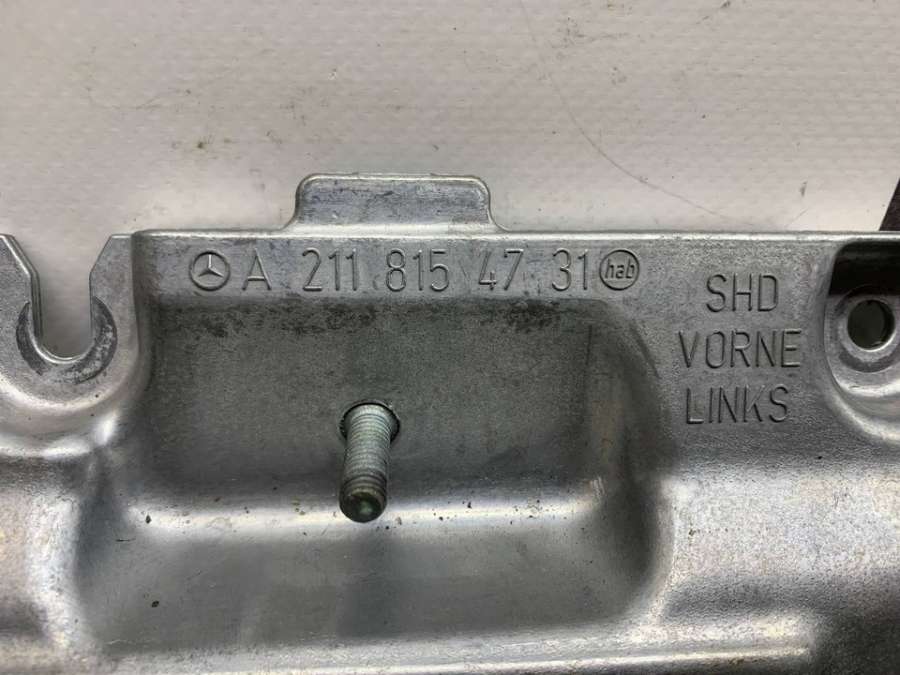 A 211 815 47 31 hab
SHD
VORNE
LINKS